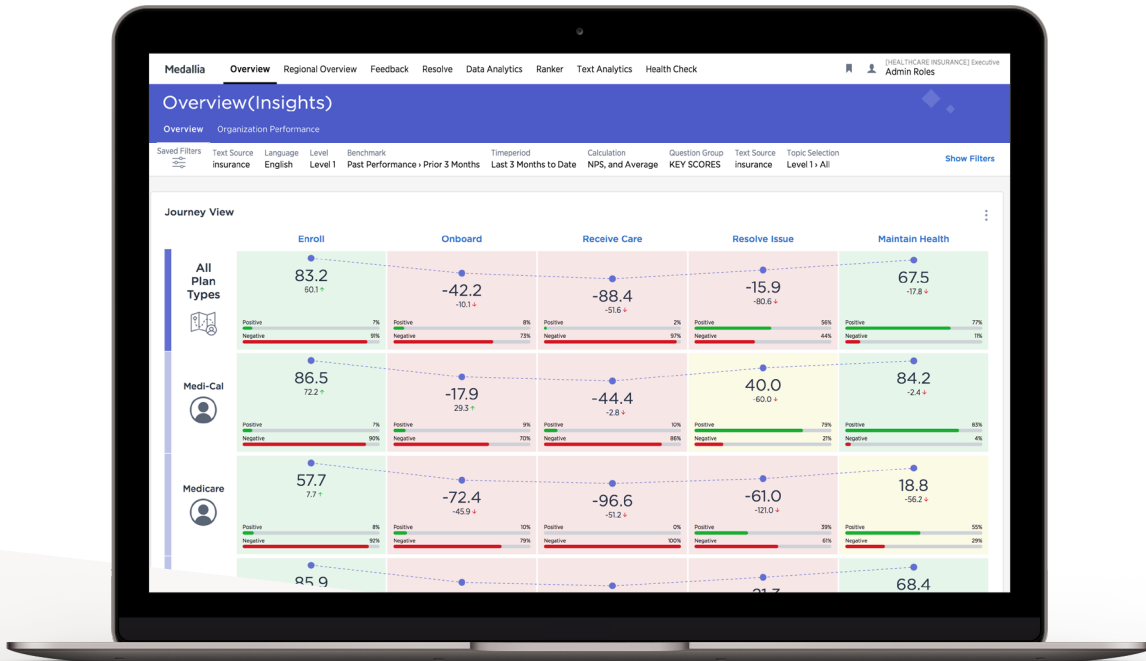 [HEALTHCARE INSURANCE] Executive
Medallia Overview Regional Overview Feedback Resolve Data Analytics Ranker Text Analytics Health Check Admin Roles
Overview(Insights)
Overview Organization Performance
Saved Filters Text Source Language Level Benchmark Timeperiod Calculation Question Group Text Source Topic Selection
insurance English Level 1 Past Performance › Prior 3 Months Last 3 Months to Date NPS, and Average KEY SCORES insurance Level 1 › All Show Filters
Journey View
Enroll Onboard Receive Care Resolve Issue Maintain Health
All
Plan
Types
83.2 -42.2 -88.4 -15.9 67.5
60.1↑ -10.1↓ -51.6↓ -80.6↓ -17.8↓
Positive 7% Positive 8% Positive 2% Positive 56% Positive 77%
Negative 91% Negative 73% Negative 97% Negative 44% Negative 11%
Medi-Cal
86.5 -17.9 -44.4 40.0 84.2
72.2↑ 29.3↑ -2.8↓ -60.0↓ -2.4↓
Positive 7% Positive 9% Positive 10% Positive 79% Positive 83%
Negative 90% Negative 70% Negative 86% Negative 21% Negative 4%
Medicare
57.7 -72.4 -96.6 -61.0 18.8
7.7↑ -45.9↓ -51.2↓ -121.0↓ -56.2↓
Positive 8% Positive 10% Positive 0% Positive 39% Positive 55%
Negative 92% Negative 79% Negative 100% Negative 61% Negative 29%
85.9 68.4